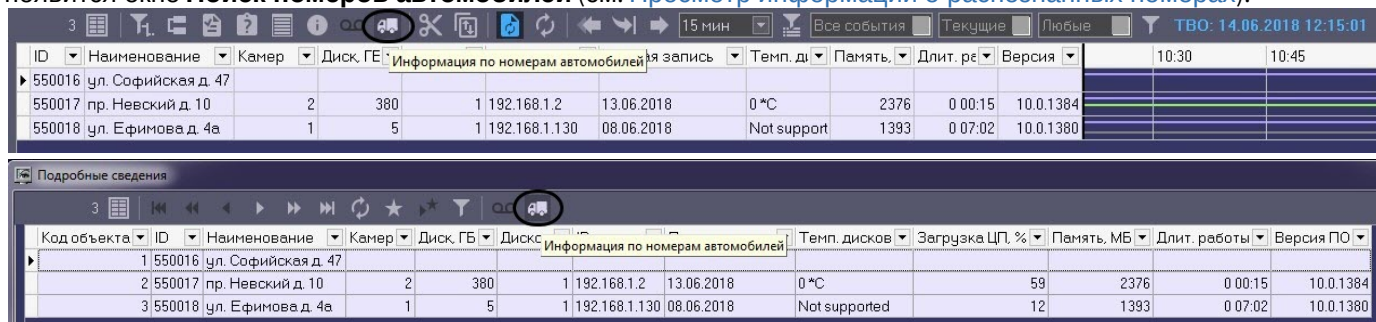 появится окно Поиск номеров автомобилей (см. Просмотр информации о распознанных номерах).
3 15 мин Все события Текущие Любые ТВО: 14.06.2018 12:15:01
ID Наименование Камер Диск, ГБ я запись Темп. ди Память, Длит. ра Версия 10:30 10:45
Информация по номерам автомобилей
550016 ул. Софийская д. 47
550017 пр. Невский д. 10 2 380 1 192.168.1.2 13.06.2018 0 *C 2376 0 00:15 10.0.1384
550018 ул. Ефимова д. 4а 1 5 1 192.168.1.130 08.06.2018 Not support 1393 0 07:02 10.0.1380
Подробные сведения
3
Код объекта ID Наименование Камер Диск, ГБ Диско Темп. дисков Загрузка ЦП, % Память, МБ Длит. работы Версия ПО
Информация по номерам автомобилей
1 550016 ул. Софийская д. 47
2 550017 пр. Невский д. 10 2 380 1 192.168.1.2 13.06.2018 0 *C 59 2376 0 00:15 10.0.1384
3 550018 ул. Ефимова д. 4а 1 5 1 192.168.1.130 08.06.2018 Not supported 12 1393 0 07:02 10.0.1380